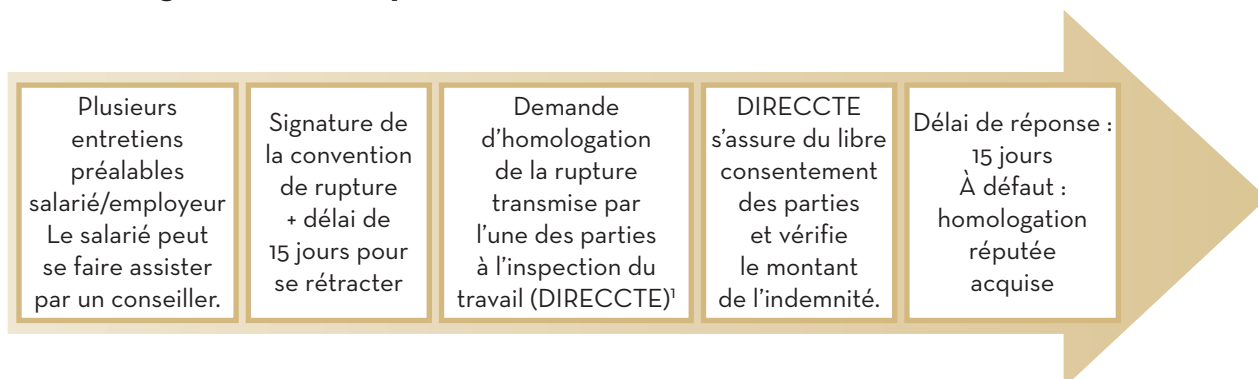 Plusieurs
entretiens
préalables
salarié/employeur
Le salarié peut
se faire assister
par un conseiller.
Signature de
la convention
de rupture
+ délai de
15 jours pour
se rétracter
Demande
d'homologation
de la rupture
transmise par
l'une des parties
à l'inspection du
travail (DIRECCTE)¹
DIRECCTE
s'assure du libre
consentement
des parties
et vérifie
le montant
de l'indemnité.
Délai de réponse :
15 jours
À défaut :
homologation
réputée
acquise